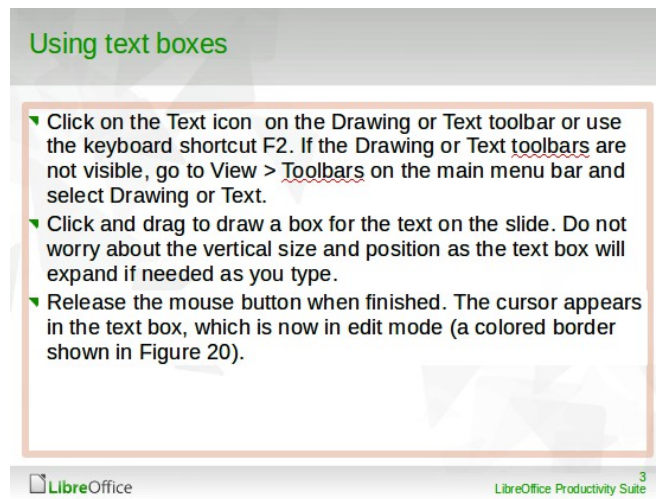 Using text boxes
Click on the Text icon on the Drawing or Text toolbar or use
the keyboard shortcut F2. If the Drawing or Text toolbars are
not visible, go to View > Toolbars on the main menu bar and
select Drawing or Text.
Click and drag to draw a box for the text on the slide. Do not
worry about the vertical size and position as the text box will
expand if needed as you type.
Release the mouse button when finished. The cursor appears
in the text box, which is now in edit mode (a colored border
shown in Figure 20).
LibreOffice
3
LibreOffice Productivity Suite